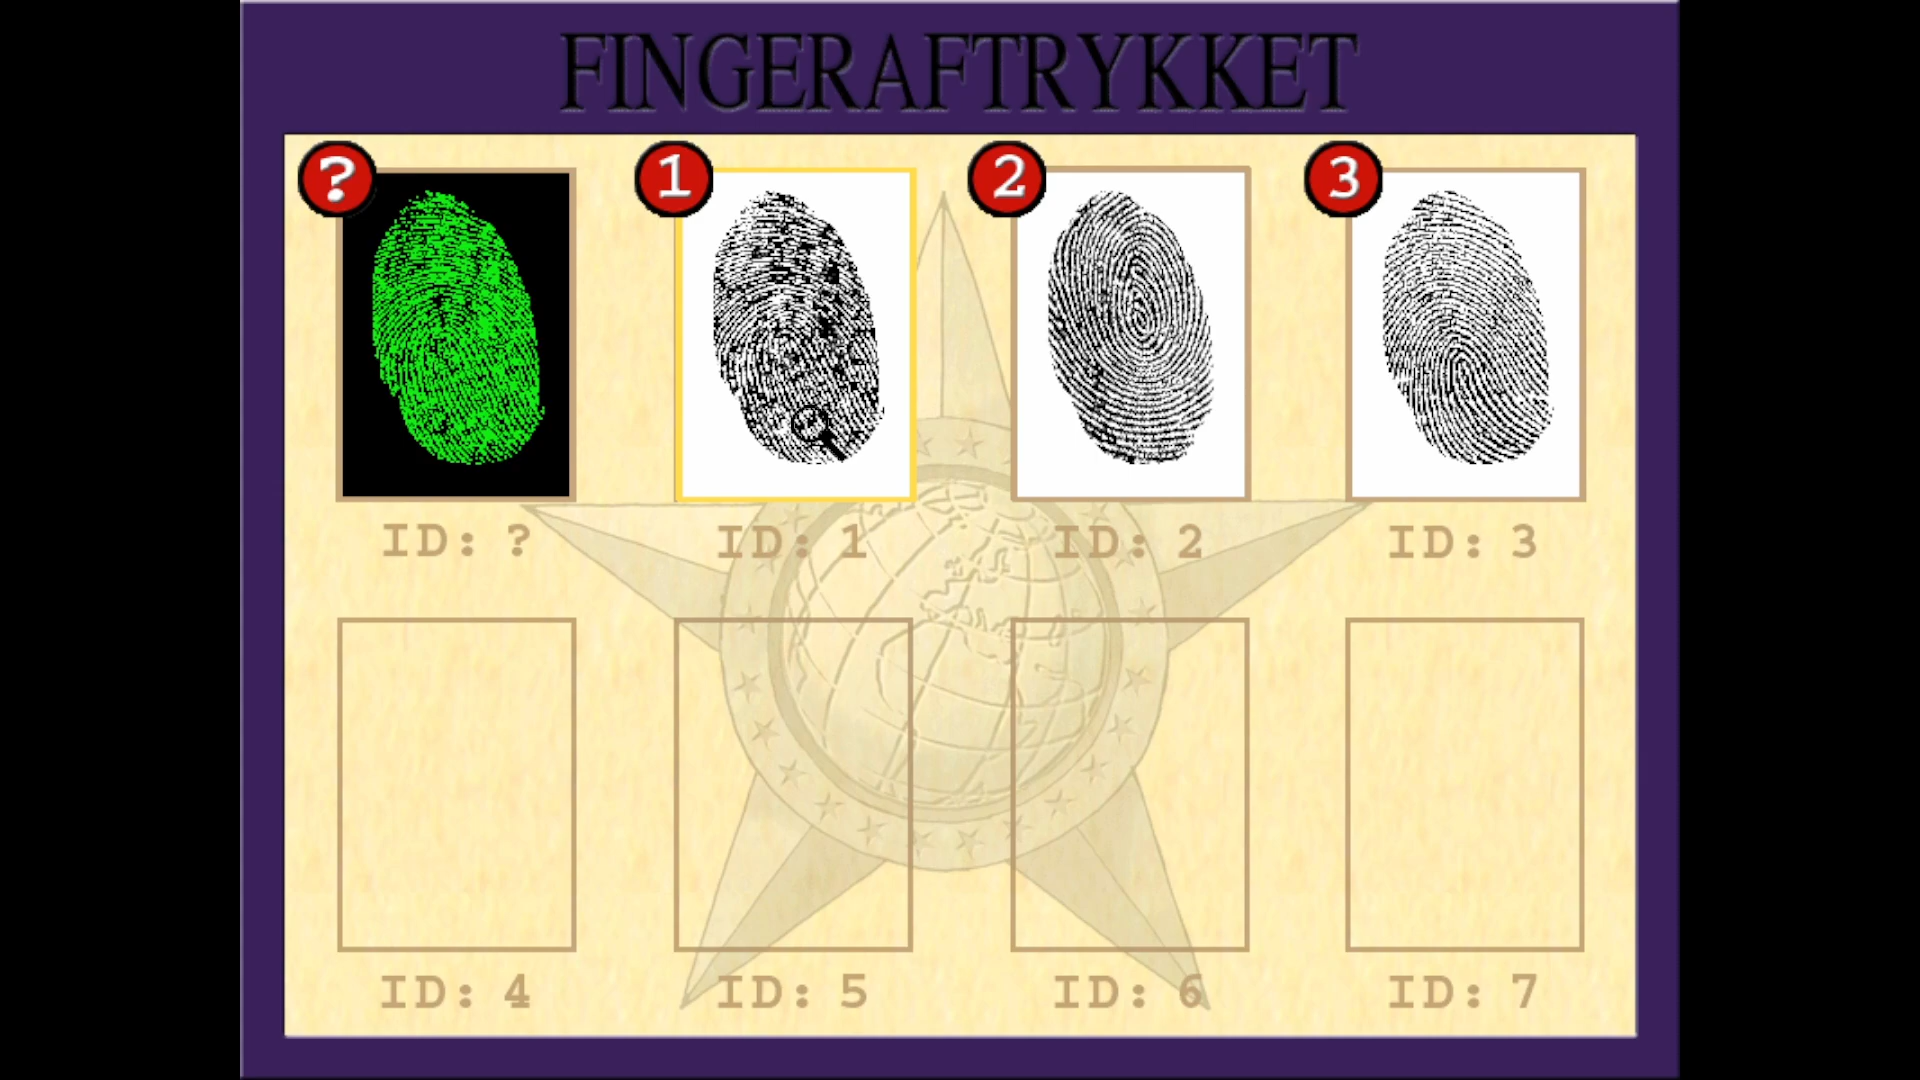 FINGERAFTRYKKET
? 1 2 3
ID: ? ID: 1 ID: 2 ID: 3
ID: 4 ID: 5 ID: 6 ID: 7